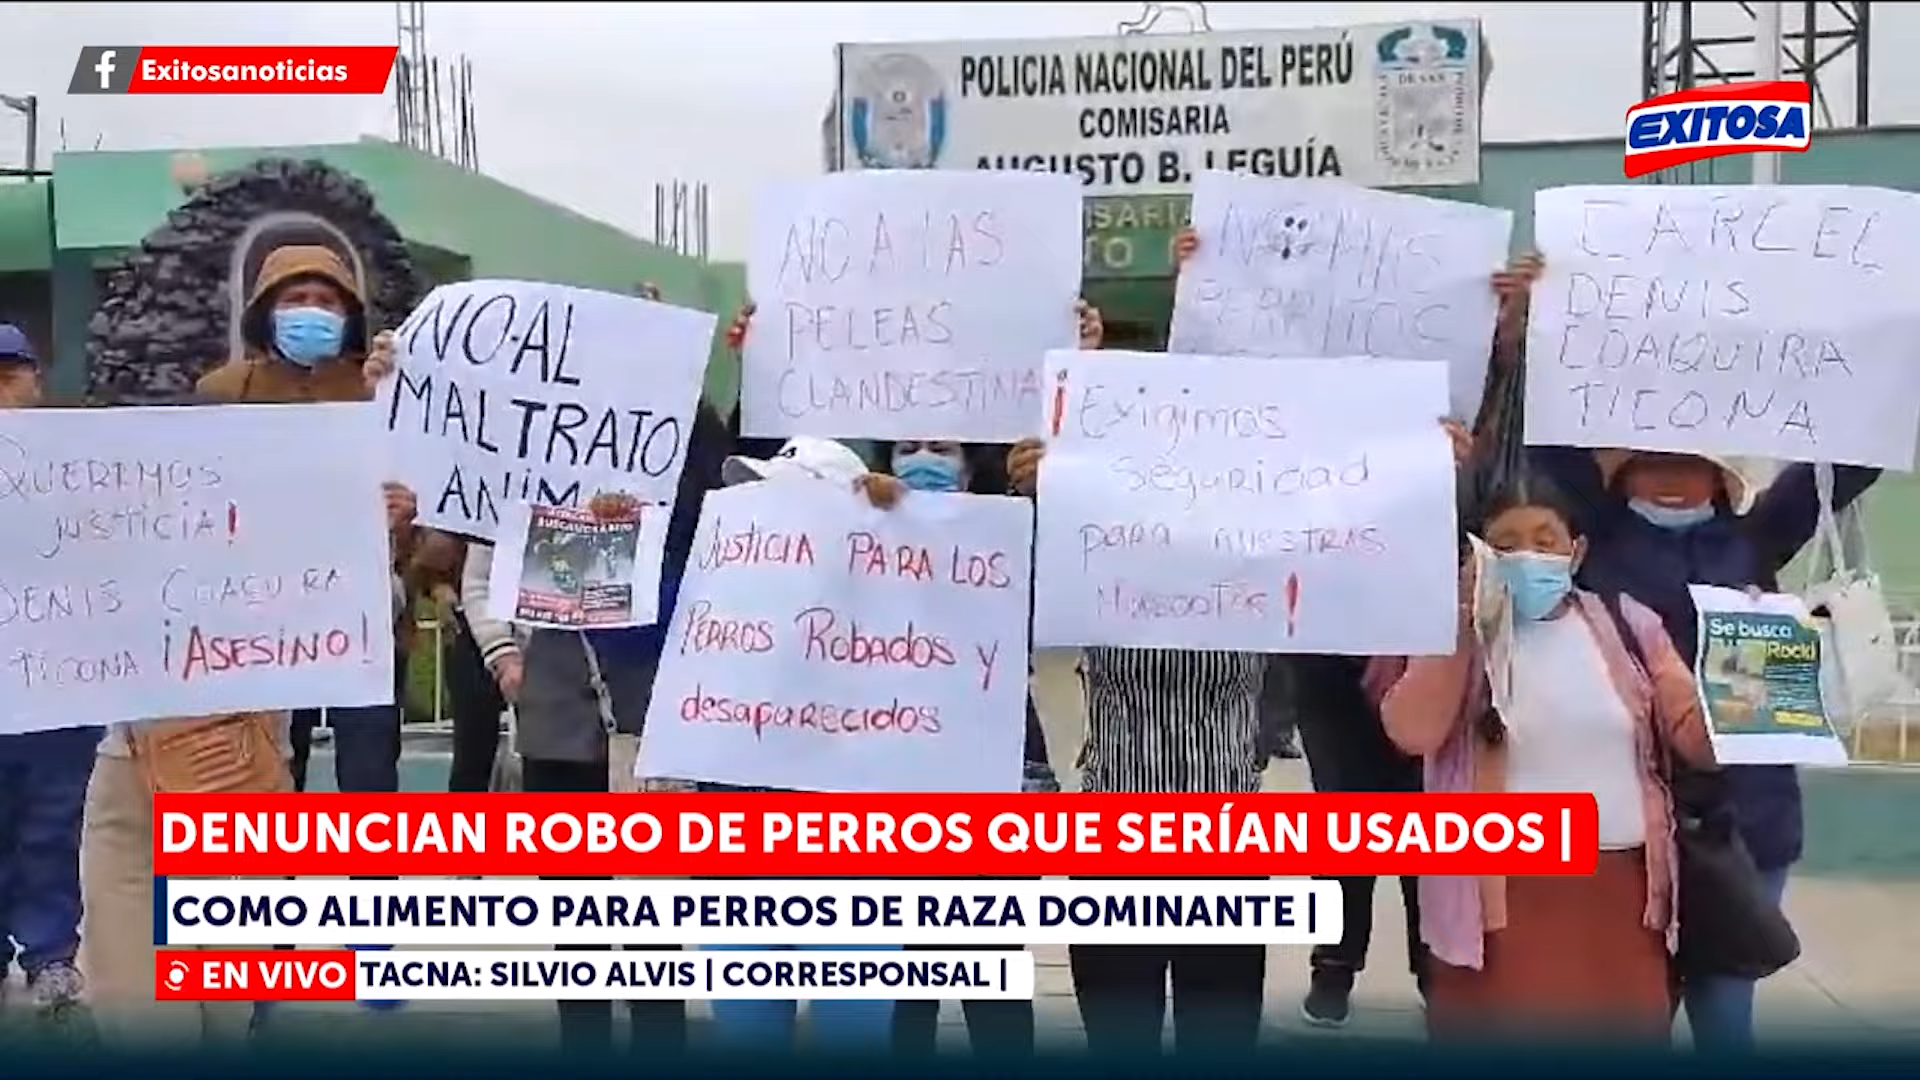 Exitosanoticias
EXITOSA
POLICIA NACIONAL DEL PERÚ
COMISARIA
AUGUSTO B. LEGUÍA
NO A LAS
PELEAS
CLANDESTINA
CARCEL
DENIS
COAQUIRA
TICONA
NO AL
MALTRATO
¡Exigimos
Seguridad
para nuestras
Mascotas!
QUEREMOS
JUSTICIA!
DENIS COAQUIRA
TICONA ¡ASESINO!
JUSTICIA PARA LOS
PERROS Robados y
desaparecidos
Se busca
Rocki
DENUNCIAN ROBO DE PERROS QUE SERÍAN USADOS |
COMO ALIMENTO PARA PERROS DE RAZA DOMINANTE |
EN VIVO TACNA: SILVIO ALVIS | CORRESPONSAL |